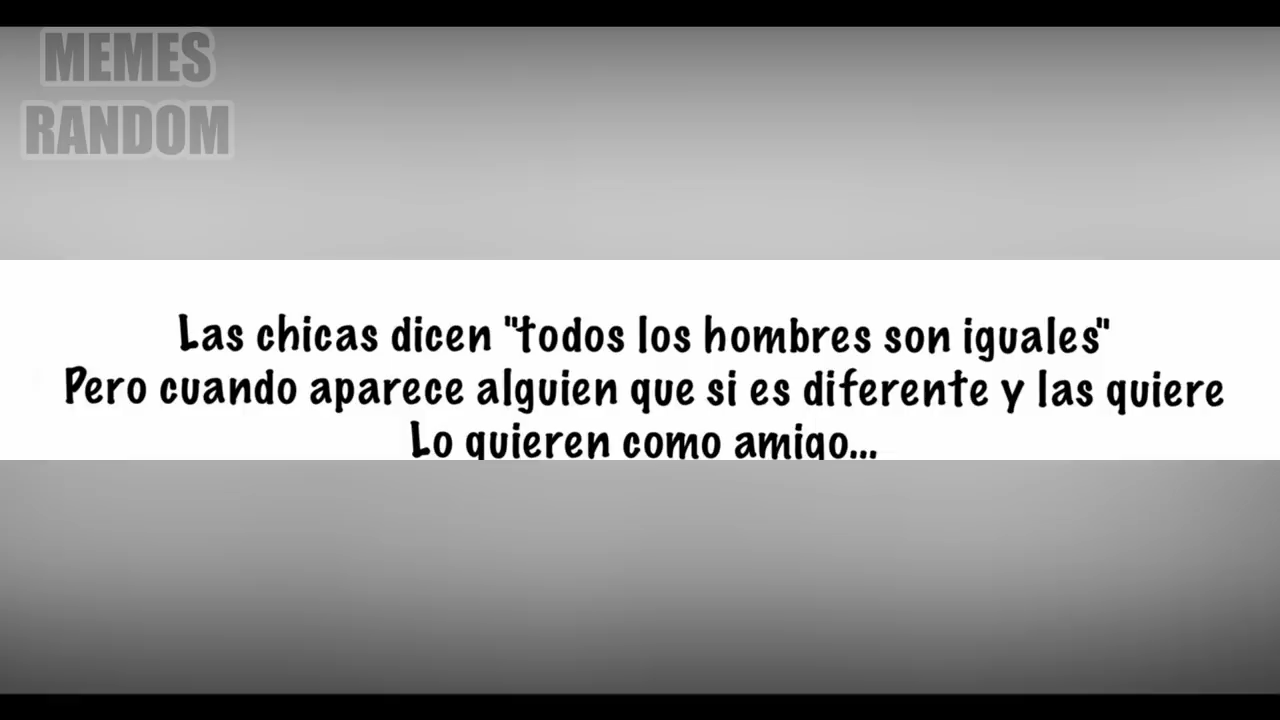 MEMES
RANDOM
Las chicas dicen "todos los hombres son iguales"
Pero cuando aparece alguien que si es diferente y las quiere
Lo quieren como amigo...